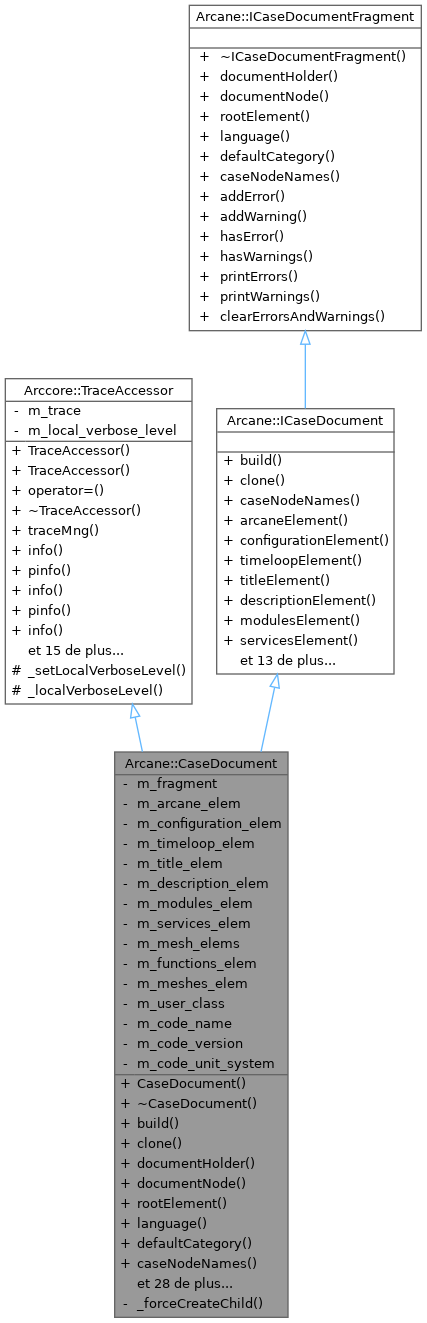 Arcane::ICaseDocumentFragment
+ ~ICaseDocumentFragment()
+ documentHolder()
+ documentNode()
+ rootElement()
+ language()
+ defaultCategory()
+ caseNodeNames()
+ addError()
+ addWarning()
+ hasError()
+ hasWarnings()
+ printErrors()
+ printWarnings()
+ clearErrorsAndWarnings()
Arccore::TraceAccessor
- m_trace
- m_local_verbose_level
+ TraceAccessor()
+ TraceAccessor()
+ operator=()
+ ~TraceAccessor()
+ traceMng()
+ info()
+ pinfo()
+ info()
+ pinfo()
+ info()
et 15 de plus...
# _setLocalVerboseLevel()
# _localVerboseLevel()
Arcane::ICaseDocument
+ build()
+ clone()
+ caseNodeNames()
+ arcaneElement()
+ configurationElement()
+ timeloopElement()
+ titleElement()
+ descriptionElement()
+ modulesElement()
+ servicesElement()
et 13 de plus...
Arcane::CaseDocument
- m_fragment
- m_arcane_elem
- m_configuration_elem
- m_timeloop_elem
- m_title_elem
- m_description_elem
- m_modules_elem
- m_services_elem
- m_mesh_elems
- m_functions_elem
- m_meshes_elem
- m_user_class
- m_code_name
- m_code_version
- m_code_unit_system
+ CaseDocument()
+ ~CaseDocument()
+ build()
+ clone()
+ documentHolder()
+ documentNode()
+ rootElement()
+ language()
+ defaultCategory()
+ caseNodeNames()
et 28 de plus...
- _forceCreateChild()